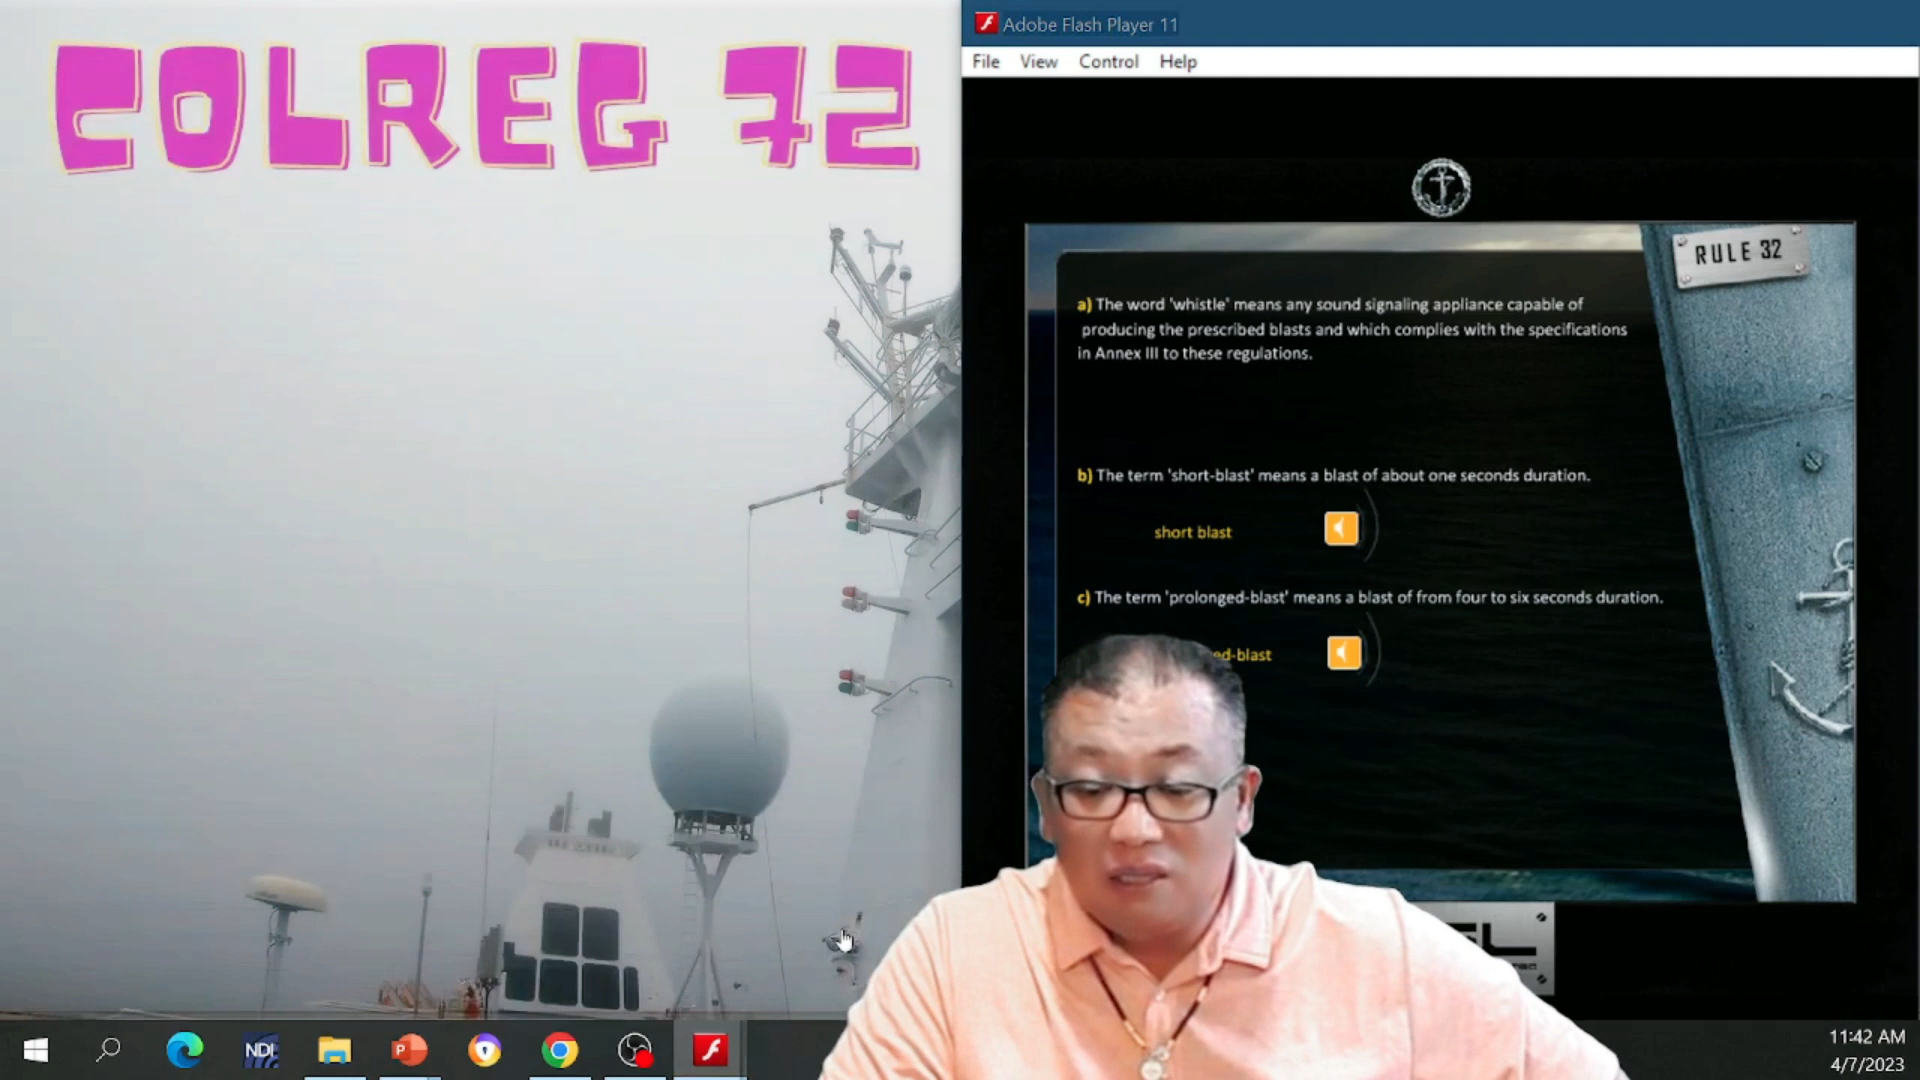 COLREG 72
Adobe Flash Player 11
File View Control Help
RULE 32
a) The word 'whistle' means any sound signaling appliance capable of
producing the prescribed blasts and which complies with the specifications
in Annex III to these regulations.
b) The term 'short-blast' means a blast of about one seconds duration.
short blast
c) The term 'prolonged-blast' means a blast of from four to six seconds duration.
ed-blast
NDI
P
11:42 AM
4/7/2023